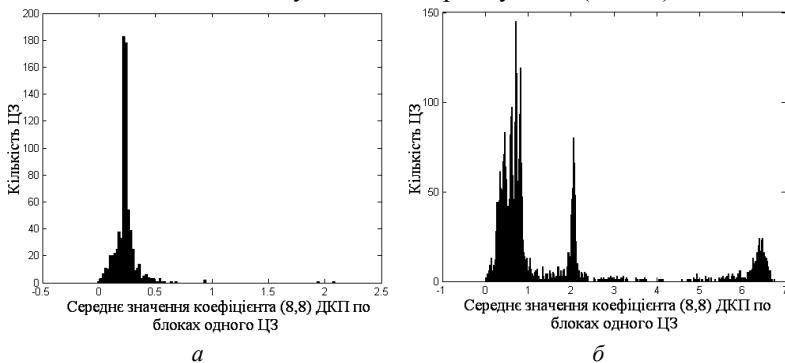 200
180
160
140
120
100
80
60
40
20
0
-0.5 0 0.5 1 1.5 2 2.5
Кількість ЦЗ
Середнє значення коефіцієнта (8,8) ДКП по
блоках одного ЦЗ
а
150
100
50
0
-1 0 1 2 3 4 5 6 7
Кількість ЦЗ
Середнє значення коефіцієнта (8,8) ДКП по
блоках одного ЦЗ
б